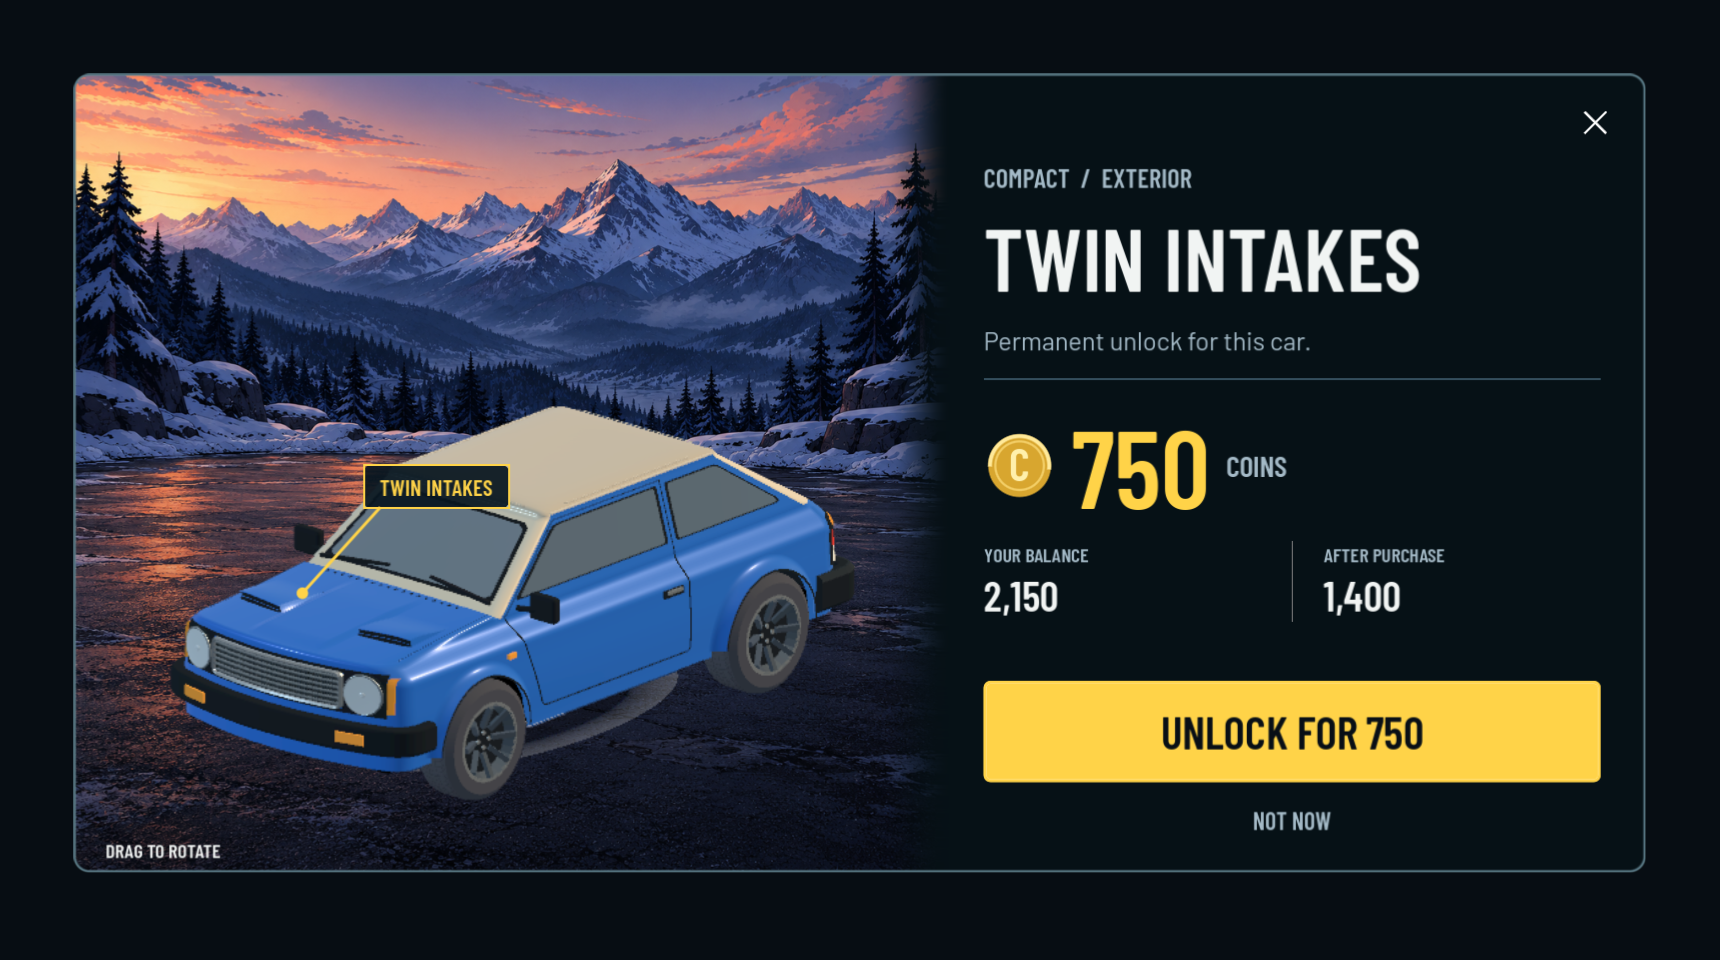 COMPACT / EXTERIOR
TWIN INTAKES
Permanent unlock for this car.
C 750 COINS
YOUR BALANCE
2,150
AFTER PURCHASE
1,400
UNLOCK FOR 750
NOT NOW
TWIN INTAKES
DRAG TO ROTATE